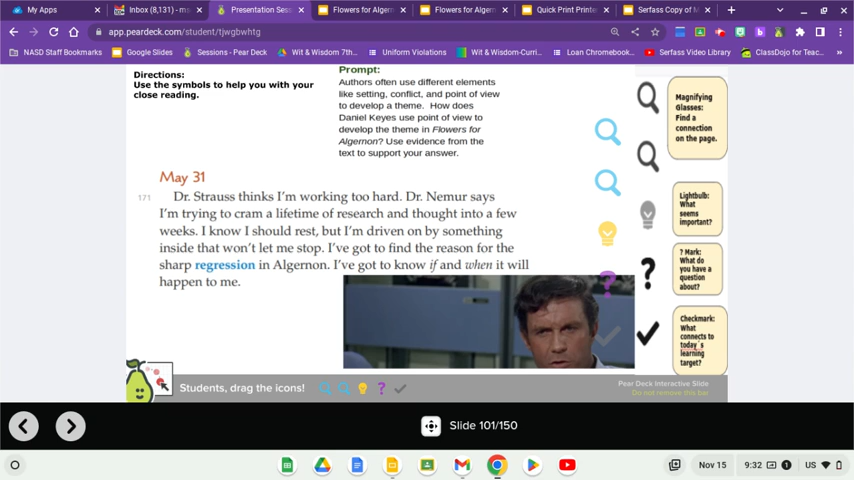 My Apps
Inbox (8,131) - ms
Presentation Sess
Flowers for Algern
Flowers for Algern
Quick Print Printe
Serfass Copy of M
app.peardeck.com/student/tjwgbwhtg
NASD Staff Bookmarks
Google Slides
Sessions - Pear Deg
Wit & Wisdom 7th...
Uniform Violations
Wit & Wisdom-Curri...
Loan Chromebook...
Serfass Video Library
ClassDojo for Teac...
Directions:
Use the symbols to help you with your
close reading.
Prompt:
Authors often use different elements
like setting, conflict, and point of view
to develop a theme. How does
Daniel Keyes use point of view to
develop the theme in Flowers for
Algernon? Use evidence from the
text to support your answer.
May 31
171 Dr. Strauss thinks I'm working too hard. Dr. Nemur says
I'm trying to cram a lifetime of research and thought into a few
weeks. I know I should rest, but I'm driven on by something
inside that won't let me stop. I've got to find the reason for the
sharp regression in Algernon. I've got to know if and when it will
happen to me.
Magnifying
Glasses:
Find a
connection
on the page.
Lightbulb:
What
seems
important?
? Mark:
What do
you have a
question
about?
Checkmark:
What
connects to
today's
learning
target?
Students, drag the icons!
Pear Deck Interactive Slide
Do not remove this bar
Slide 101/150
Nov 15
9:32
1
US